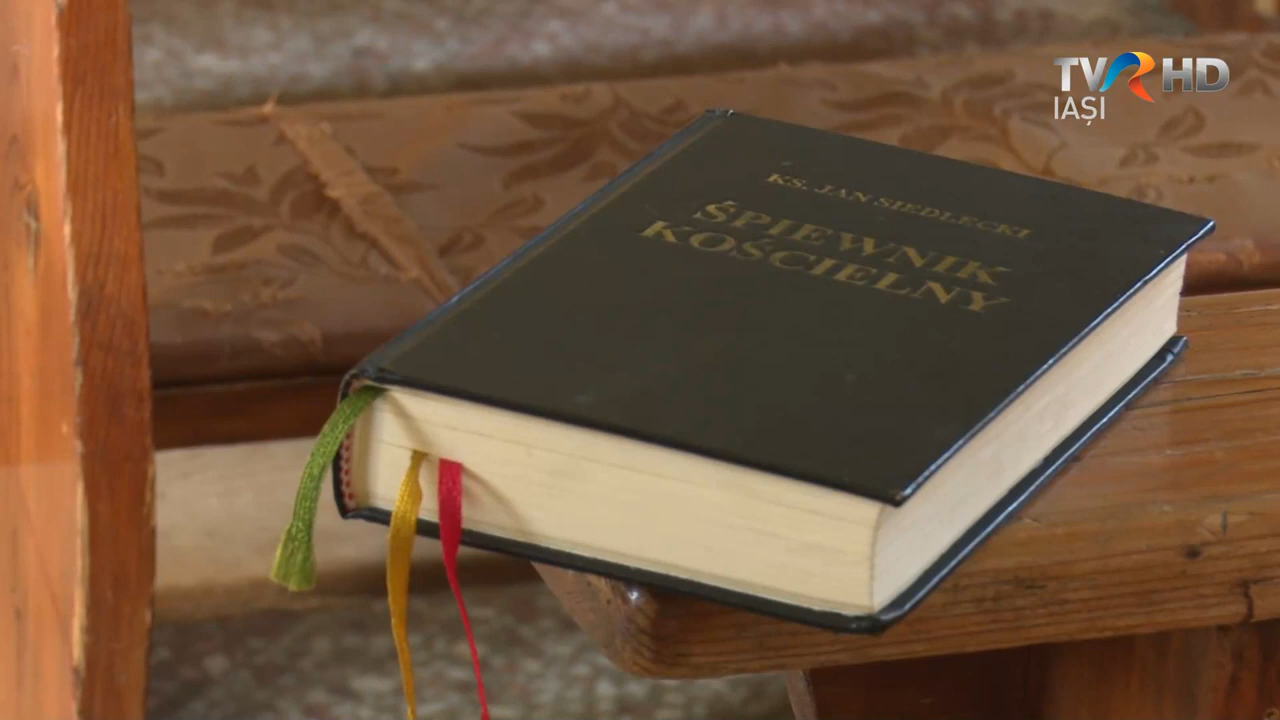 TVR HD
IAȘI
KS. JAN SIEDLECKI
ŚPIEWNIK
KOŚCIELNY